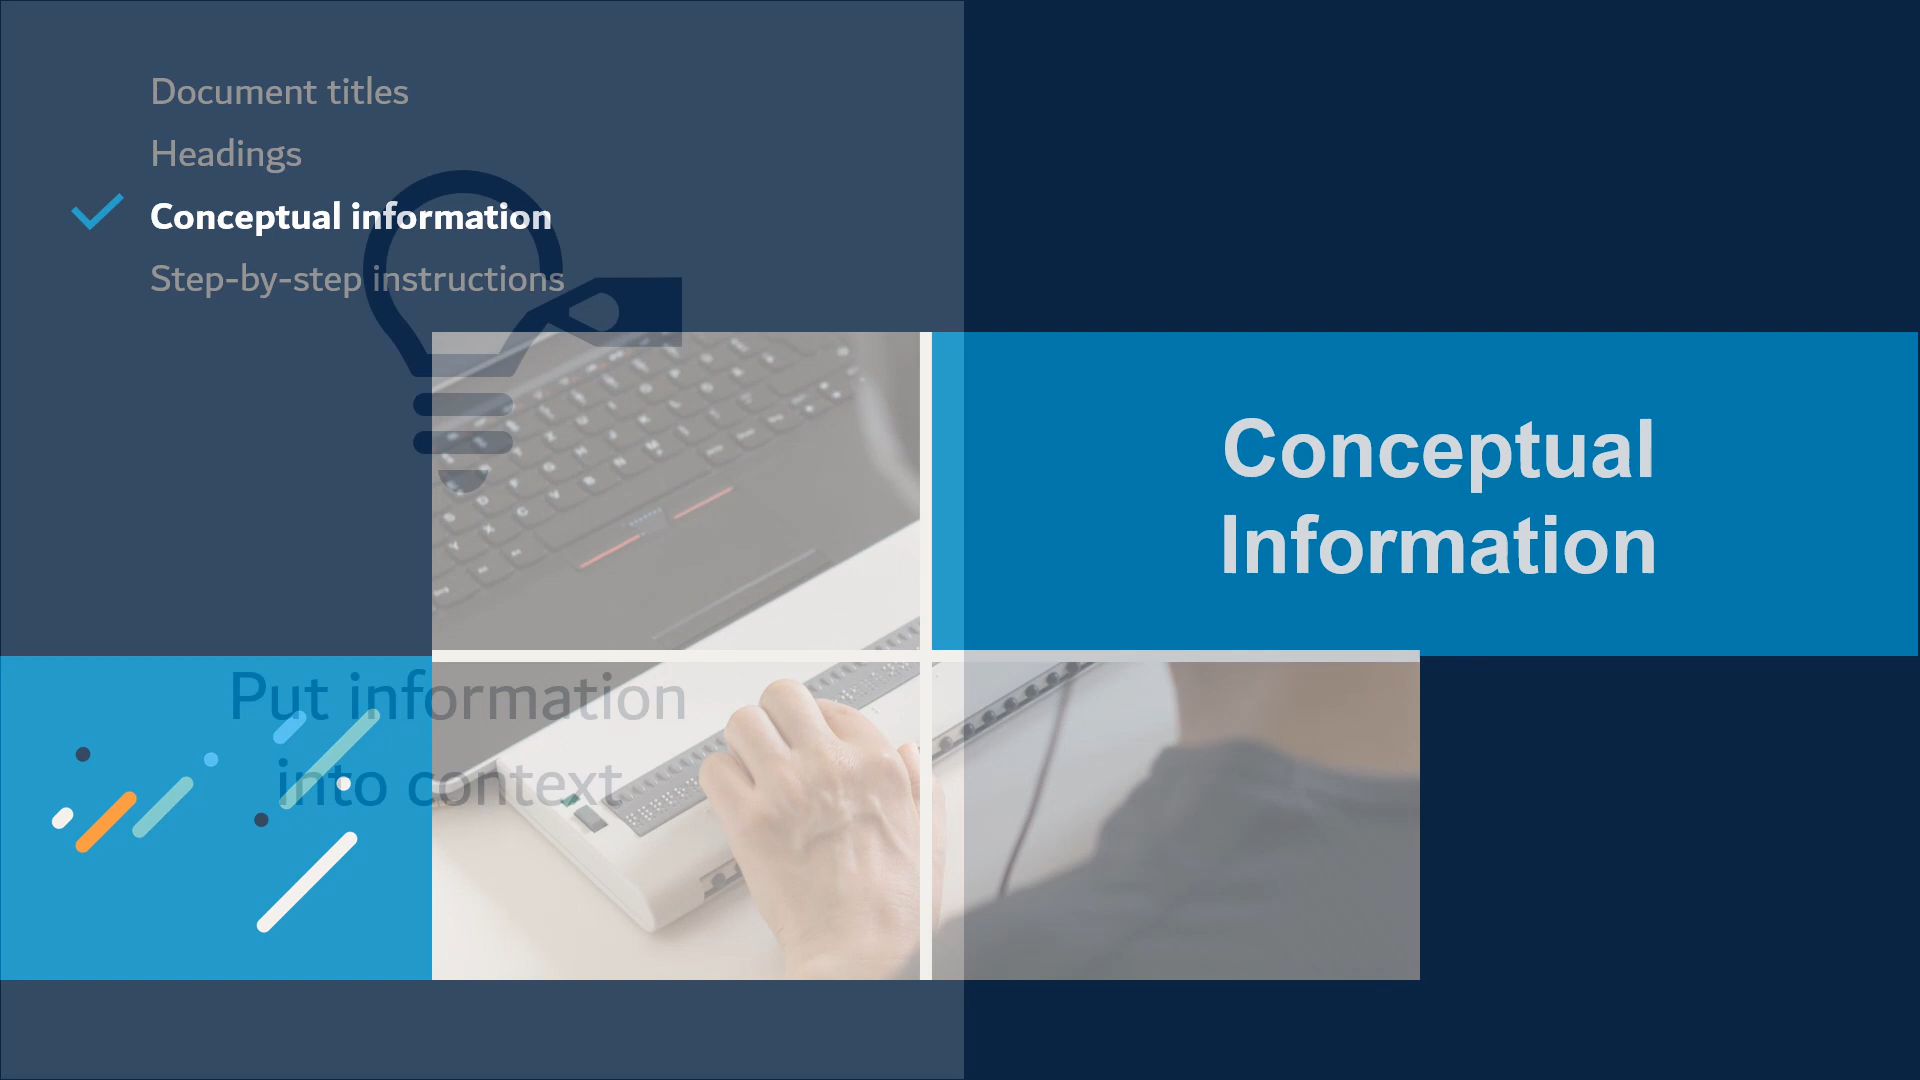 Document titles
Headings
Conceptual information
Step-by-step instructions
Conceptual
Information
Put information
into context